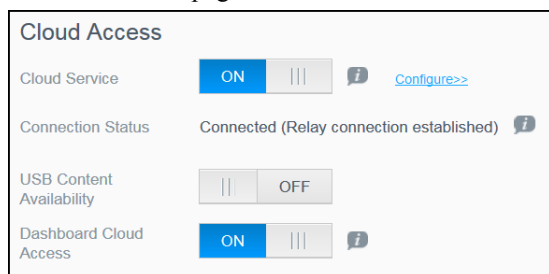 Cloud Access
Cloud Service ON Configure>>
Connection Status Connected (Relay connection established)
USB Content
Availability OFF
Dashboard Cloud
Access ON